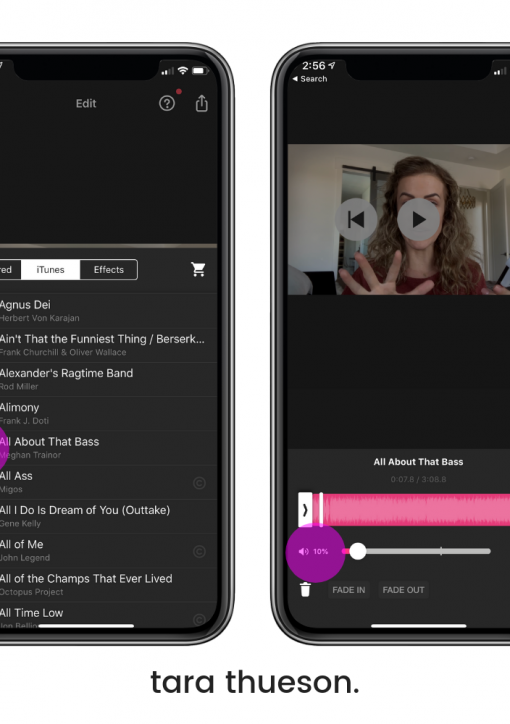 Edit
iTunes
Effects
Agnus Dei
Herbert Von Karajan
Ain't That the Funniest Thing / Berserk...
Frank Churchill & Oliver Wallace
Alexander's Ragtime Band
Rod Miller
Alimony
Frank J. Doti
All About That Bass
Meghan Trainor
All Ass
Migos
All I Do Is Dream of You (Outtake)
Gene Kelly
All of Me
John Legend
All of the Champs That Ever Lived
Octopus Project
All Time Low
Jon Bellion
2:56
Search
All About That Bass
0:07.8 / 3:08.8
10%
FADE IN
FADE OUT
tara thueson.